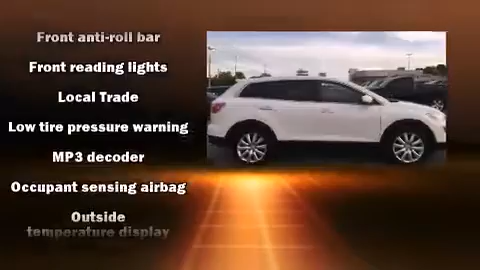 Front anti-roll bar
Front reading lights
Local Trade
Low tire pressure warning
MP3 decoder
Occupant sensing airbag
Outside
temperature display